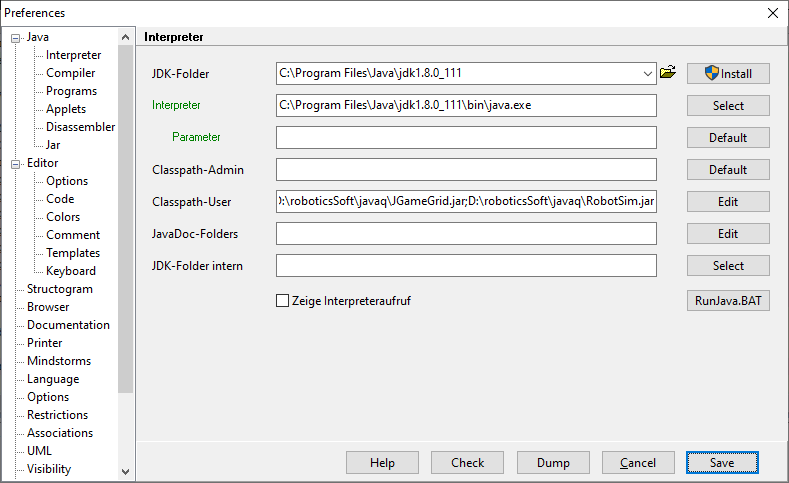 Preferences
Java
Interpreter
Compiler
Programs
Applets
Disassembler
Jar
Editor
Options
Code
Colors
Comment
Templates
Keyboard
Structogram
Browser
Documentation
Printer
Mindstorms
Language
Options
Restrictions
Associations
UML
Visibility
Interpreter
JDK-Folder C:\Program Files\Java\jdk1.8.0_111 Install
Interpreter C:\Program Files\Java\jdk1.8.0_111\bin\java.exe Select
Parameter Default
Classpath-Admin Default
Classpath-User D:\roboticsSoft\javaq\JGameGrid.jar;D:\roboticsSoft\javaq\RobotSim.jar Edit
JavaDoc-Folders Edit
JDK-Folder intern Select
Zeige Interpreteraufruf RunJava.BAT
Help Check Dump Cancel Save